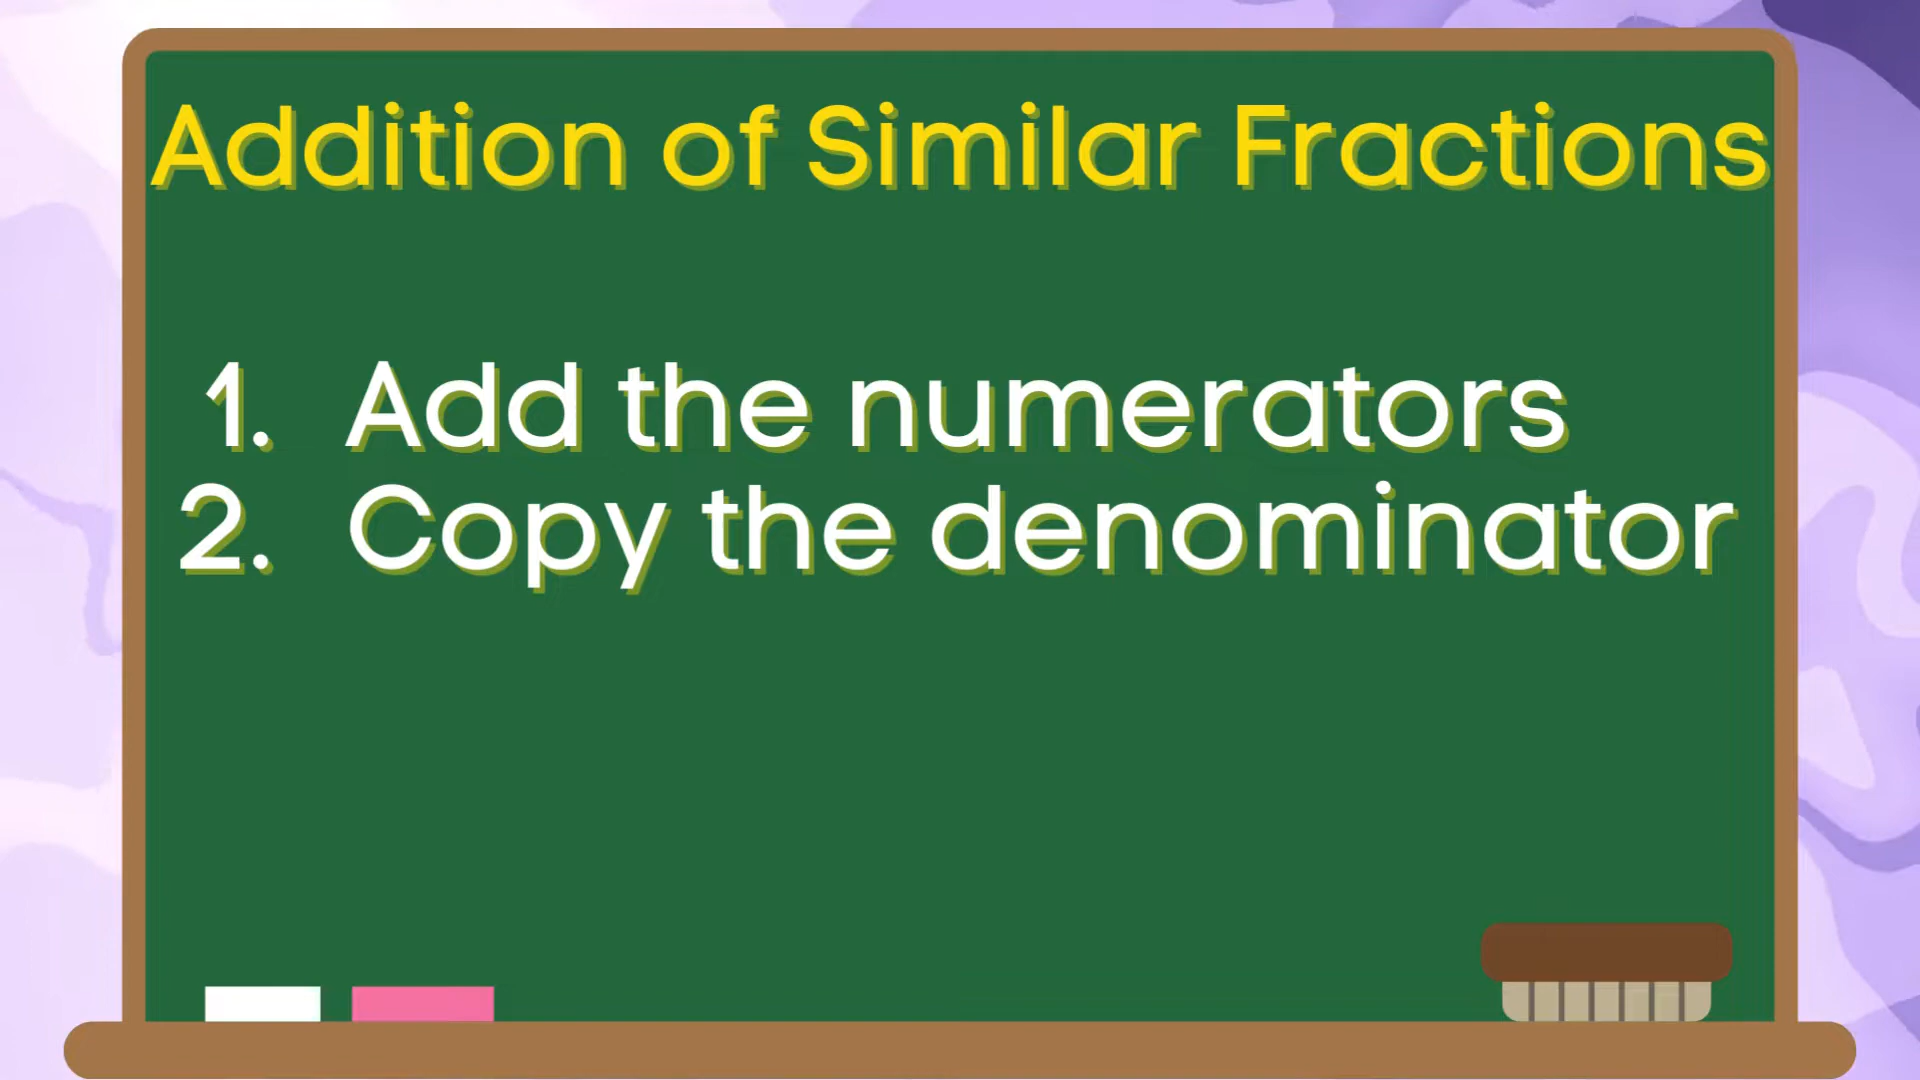 Addition of Similar Fractions
1. Add the numerators
2. Copy the denominator